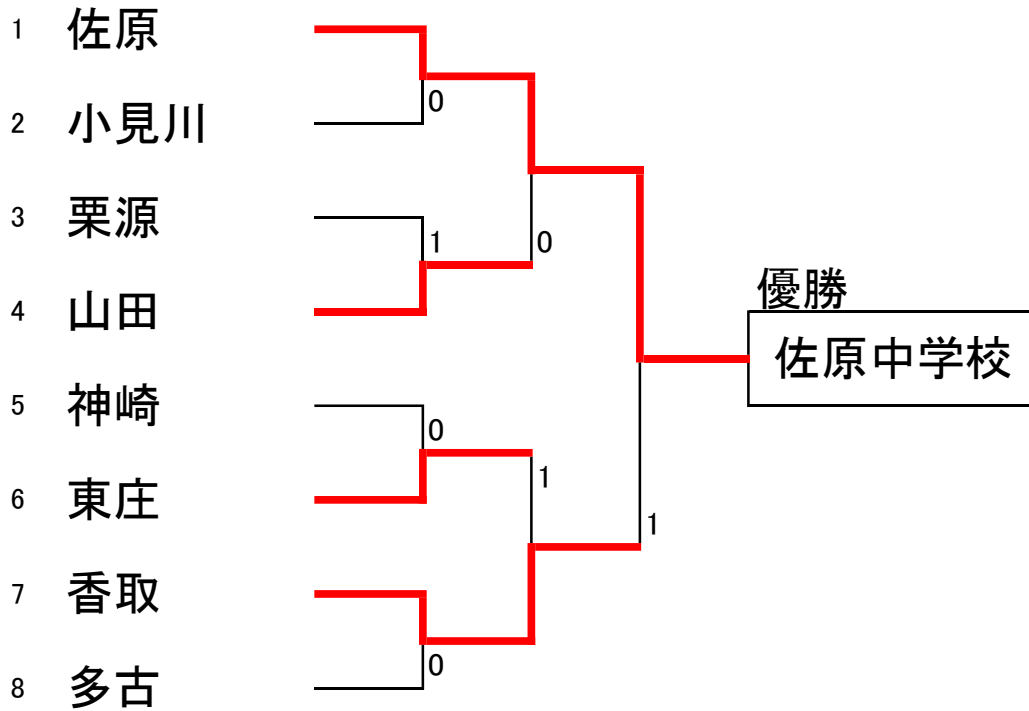 1 佐原
0
2 小見川
3 栗源
1
0
4 山田
優勝
佐原中学校
5 神崎
0
1
6 東庄
1
7 香取
0
8 多古